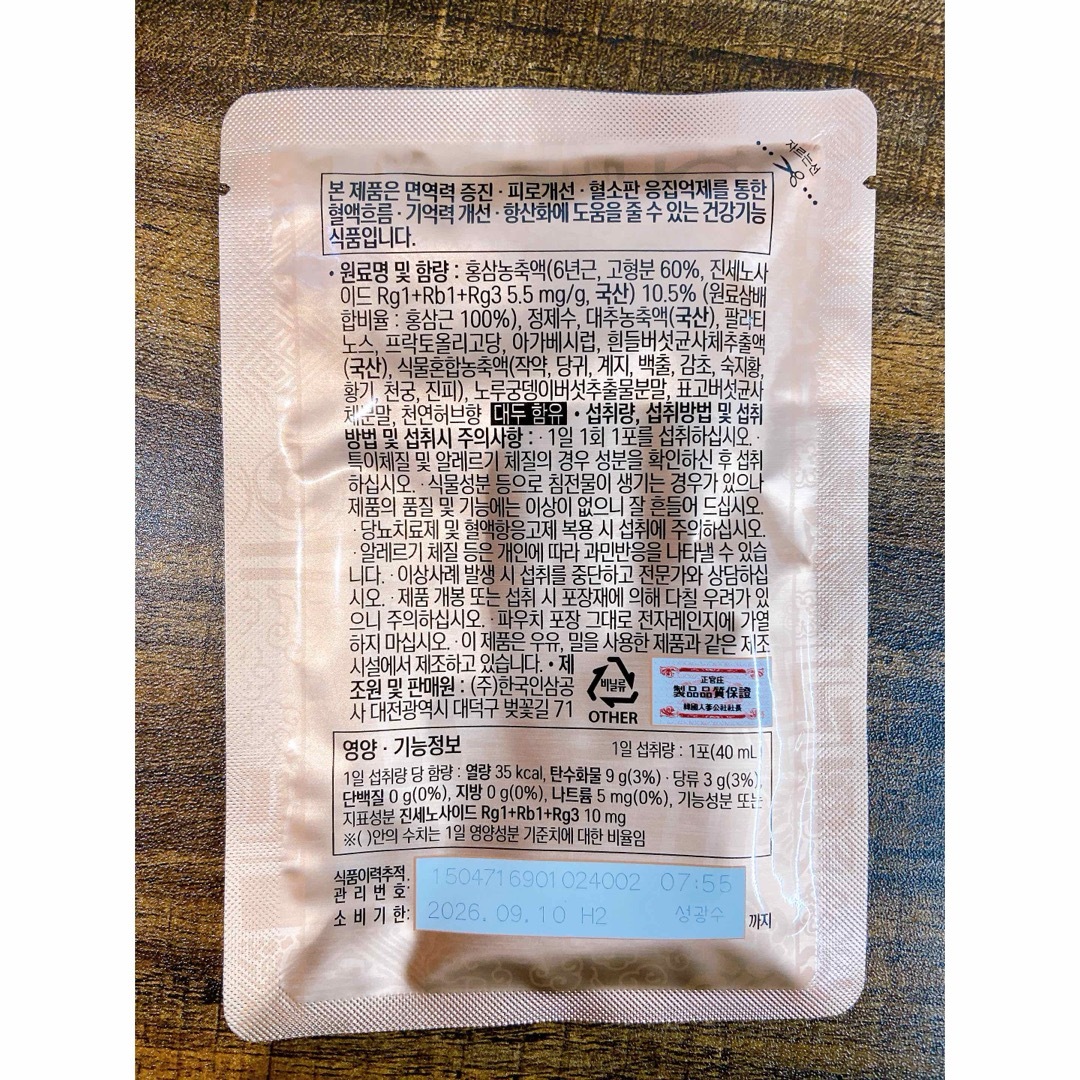 자르는선
본 제품은 면역력 증진 · 피로개선 · 혈소판 응집억제를 통한
혈액흐름 · 기억력 개선 · 항산화에 도움을 줄 수 있는 건강기능
식품입니다.
• 원료명 및 함량 : 홍삼농축액(6년근, 고형분 60%, 진세노사
이드 Rg1+Rb1+Rg3 5.5 mg/g, 국산) 10.5% (원료삼배
합비율 : 홍삼근 100%), 정제수, 대추농축액(국산), 팔라티
노스, 프락토올리고당, 아가베시럽, 흰들버섯균사체추출액
(국산), 식물혼합농축액(작약, 당귀, 계지, 백출, 감초, 숙지황,
황기, 천궁, 진피), 노루궁뎅이버섯추출물분말, 표고버섯균사
체분말, 천연허브향 대두 함유 • 섭취량, 섭취방법 및 섭취
방법 및 섭취시 주의사항 : · 1일 1회 1포를 섭취하십시오. ·
특이체질 및 알레르기 체질의 경우 성분을 확인하신 후 섭취
하십시오. · 식물성분 등으로 침전물이 생기는 경우가 있으나
제품의 품질 및 기능에는 이상이 없으니 잘 흔들어 드십시오.
· 당뇨치료제 및 혈액항응고제 복용 시 섭취에 주의하십시오.
· 알레르기 체질 등은 개인에 따라 과민반응을 나타낼 수 있습
니다. · 이상사례 발생 시 섭취를 중단하고 전문가와 상담하십
시오. · 제품 개봉 또는 섭취 시 포장재에 의해 다칠 우려가 있
으니 주의하십시오. · 파우치 포장 그대로 전자레인지에 가열
하지 마십시오. · 이 제품은 우유, 밀을 사용한 제품과 같은 제조
시설에서 제조하고 있습니다. • 제
조원 및 판매원 : (주)한국인삼공
사 대전광역시 대덕구 벚꽃길 71
비닐류
OTHER
正官庄
製品品質保證
韓國人蔘公社社長
영양 · 기능정보 1일 섭취량 : 1포(40 mL)
1일 섭취량 당 함량 : 열량 35 kcal, 탄수화물 9 g(3%) · 당류 3 g(3%),
단백질 0 g(0%), 지방 0 g(0%), 나트륨 5 mg(0%), 기능성분 또는
지표성분 진세노사이드 Rg1+Rb1+Rg3 10 mg
※( )안의 수치는 1일 영양성분 기준치에 대한 비율임
식품이력추적
관리번호: 1504716901024002 07:55
소비기한: 2026.09.10 H2 성광수 까지